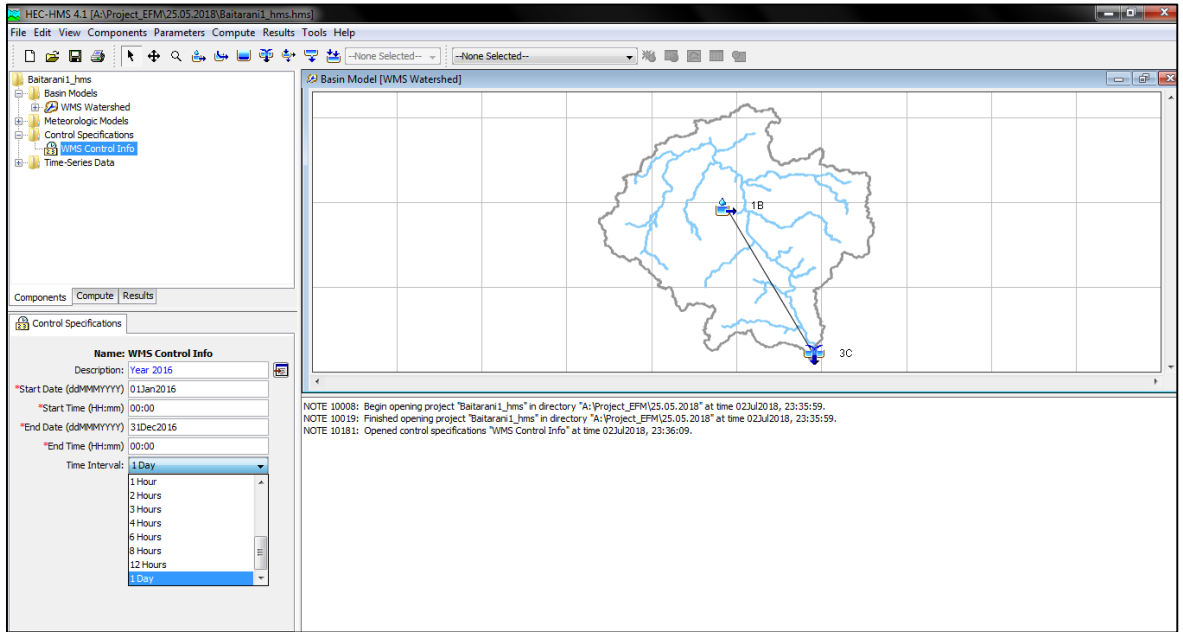 HEC-HMS 4.1 [A:\Project_EFM\25.05.2018\Baitarani1_hms\Baitarani1_hms.hms]
File Edit View Components Parameters Compute Results Tools Help
--None Selected-- --None Selected--
Baitarani1_hms
Basin Models
WMS Watershed
Meteorologic Models
Control Specifications
WMS Control Info
Time-Series Data
Components Compute Results
Basin Model [WMS Watershed]
1B
3C
Control Specifications
Name: WMS Control Info
Description: Year 2016
*Start Date (ddMMMYYYY) 01Jan2016
*Start Time (HH:mm) 00:00
*End Date (ddMMMYYYY) 31Dec2016
*End Time (HH:mm) 00:00
Time Interval: 1 Day
1 Hour
2 Hours
3 Hours
4 Hours
6 Hours
8 Hours
12 Hours
1 Day
NOTE 10008: Begin opening project "Baitarani1_hms" in directory "A:\Project_EFM\25.05.2018" at time 02Jul2018, 23:35:59.
NOTE 10019: Finished opening project "Baitarani1_hms" in directory "A:\Project_EFM\25.05.2018" at time 02Jul2018, 23:35:59.
NOTE 10181: Opened control specifications "WMS Control Info" at time 02Jul2018, 23:36:09.